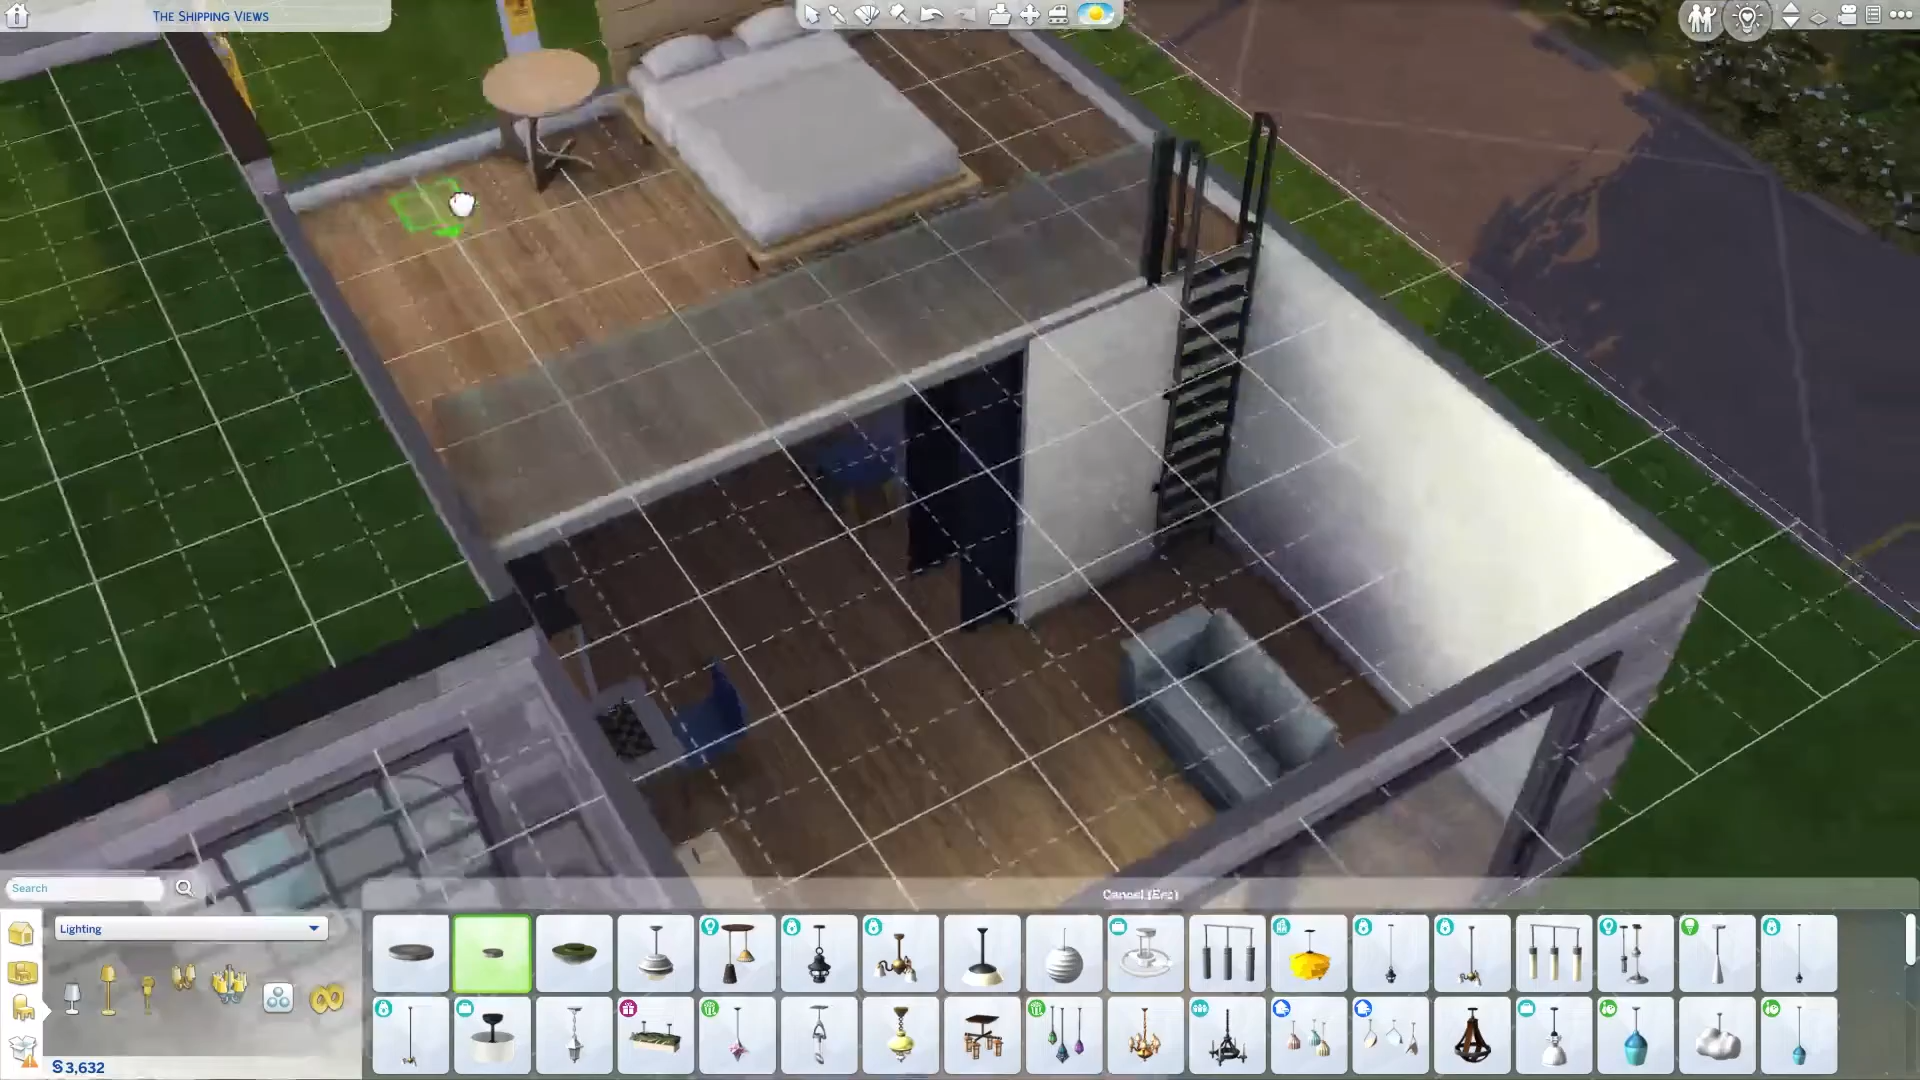 The Shipping Views
Cancel (Esc)
Search
Lighting
§3,632